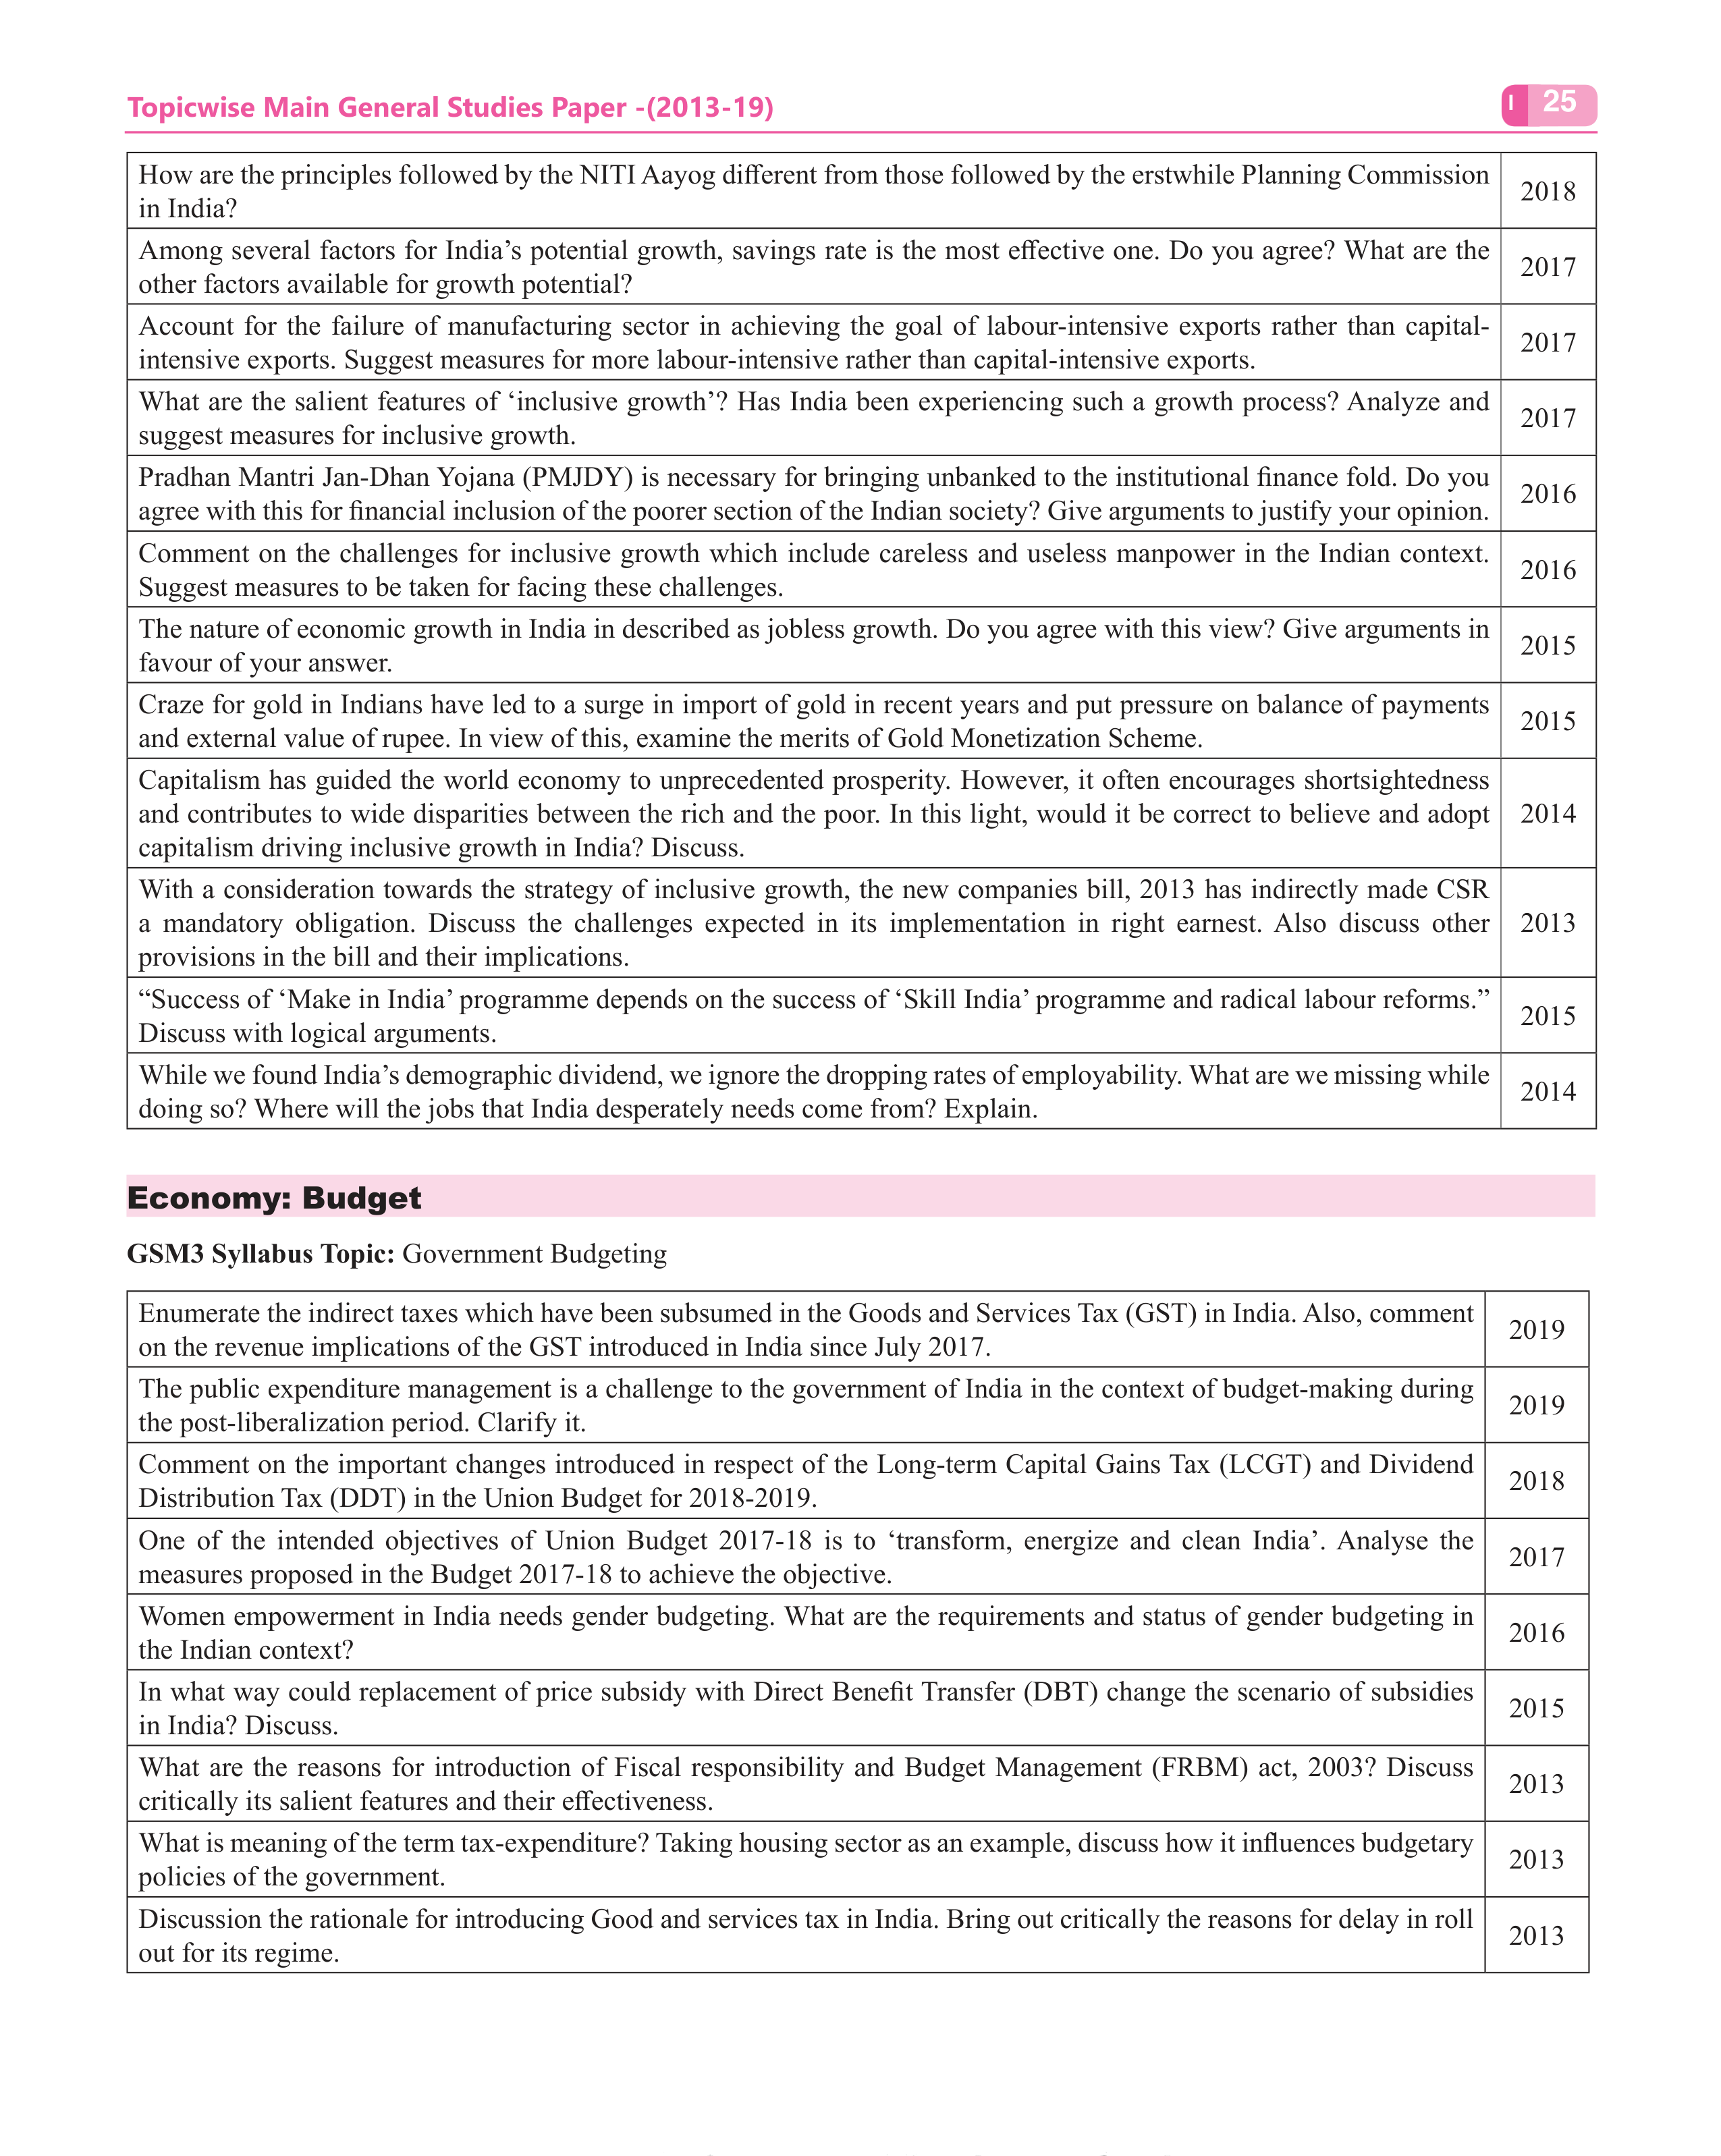 Topicwise Main General Studies Paper -(2013-19)
I 25
How are the principles followed by the NITI Aayog different from those followed by the erstwhile Planning Commission
in India?
2018
Among several factors for India’s potential growth, savings rate is the most effective one. Do you agree? What are the
other factors available for growth potential?
2017
Account for the failure of manufacturing sector in achieving the goal of labour-intensive exports rather than capital-
intensive exports. Suggest measures for more labour-intensive rather than capital-intensive exports.
2017
What are the salient features of ‘inclusive growth’? Has India been experiencing such a growth process? Analyze and
suggest measures for inclusive growth.
2017
Pradhan Mantri Jan-Dhan Yojana (PMJDY) is necessary for bringing unbanked to the institutional finance fold. Do you
agree with this for financial inclusion of the poorer section of the Indian society? Give arguments to justify your opinion.
2016
Comment on the challenges for inclusive growth which include careless and useless manpower in the Indian context.
Suggest measures to be taken for facing these challenges.
2016
The nature of economic growth in India in described as jobless growth. Do you agree with this view? Give arguments in
favour of your answer.
2015
Craze for gold in Indians have led to a surge in import of gold in recent years and put pressure on balance of payments
and external value of rupee. In view of this, examine the merits of Gold Monetization Scheme.
2015
Capitalism has guided the world economy to unprecedented prosperity. However, it often encourages shortsightedness
and contributes to wide disparities between the rich and the poor. In this light, would it be correct to believe and adopt
capitalism driving inclusive growth in India? Discuss.
2014
With a consideration towards the strategy of inclusive growth, the new companies bill, 2013 has indirectly made CSR
a mandatory obligation. Discuss the challenges expected in its implementation in right earnest. Also discuss other
provisions in the bill and their implications.
2013
“Success of ‘Make in India’ programme depends on the success of ‘Skill India’ programme and radical labour reforms.”
Discuss with logical arguments.
2015
While we found India’s demographic dividend, we ignore the dropping rates of employability. What are we missing while
doing so? Where will the jobs that India desperately needs come from? Explain.
2014
Economy: Budget
GSM3 Syllabus Topic: Government Budgeting
Enumerate the indirect taxes which have been subsumed in the Goods and Services Tax (GST) in India. Also, comment
on the revenue implications of the GST introduced in India since July 2017.
2019
The public expenditure management is a challenge to the government of India in the context of budget-making during
the post-liberalization period. Clarify it.
2019
Comment on the important changes introduced in respect of the Long-term Capital Gains Tax (LCGT) and Dividend
Distribution Tax (DDT) in the Union Budget for 2018-2019.
2018
One of the intended objectives of Union Budget 2017-18 is to ‘transform, energize and clean India’. Analyse the
measures proposed in the Budget 2017-18 to achieve the objective.
2017
Women empowerment in India needs gender budgeting. What are the requirements and status of gender budgeting in
the Indian context?
2016
In what way could replacement of price subsidy with Direct Benefit Transfer (DBT) change the scenario of subsidies
in India? Discuss.
2015
What are the reasons for introduction of Fiscal responsibility and Budget Management (FRBM) act, 2003? Discuss
critically its salient features and their effectiveness.
2013
What is meaning of the term tax-expenditure? Taking housing sector as an example, discuss how it influences budgetary
policies of the government.
2013
Discussion the rationale for introducing Good and services tax in India. Bring out critically the reasons for delay in roll
out for its regime.
2013